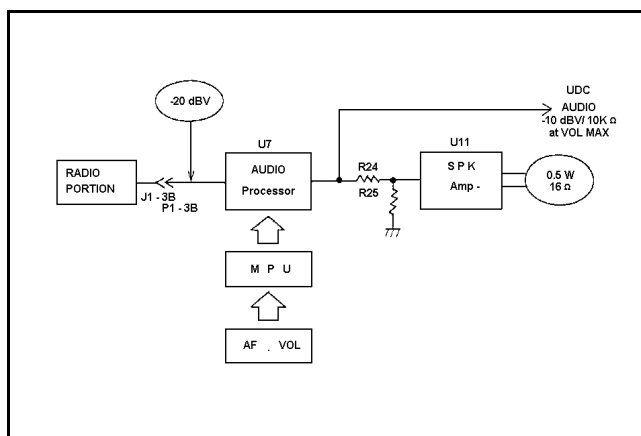 -20 dBV
UDC
AUDIO
-10 dBV/ 10K Ω
at VOL MAX
U7
U11
RADIO
PORTION
J1 - 3B
P1 - 3B
AUDIO
Processor
R24
R25
S P K
Amp -
0.5 W
16 Ω
M P U
AF . VOL